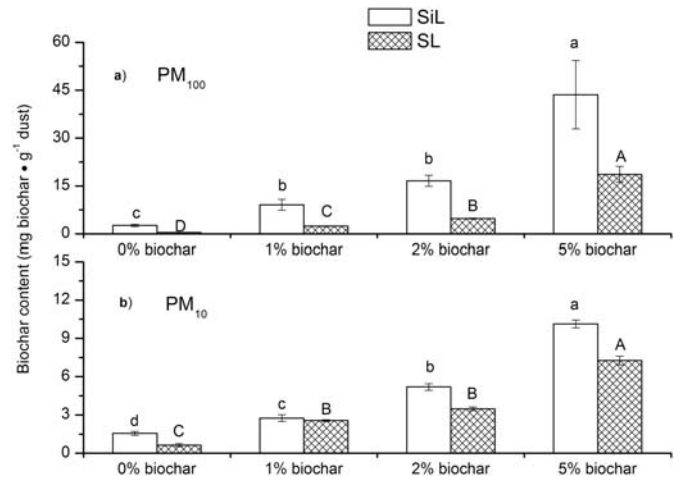 SiL
SL
Biochar content (mg biochar • g⁻¹ dust)
60
45
30
15
0
a) PM₁₀₀
c
D
b
C
b
B
a
A
0% biochar 1% biochar 2% biochar 5% biochar
15
12
9
6
3
0
b) PM₁₀
d
C
c
B
b
B
a
A
0% biochar 1% biochar 2% biochar 5% biochar